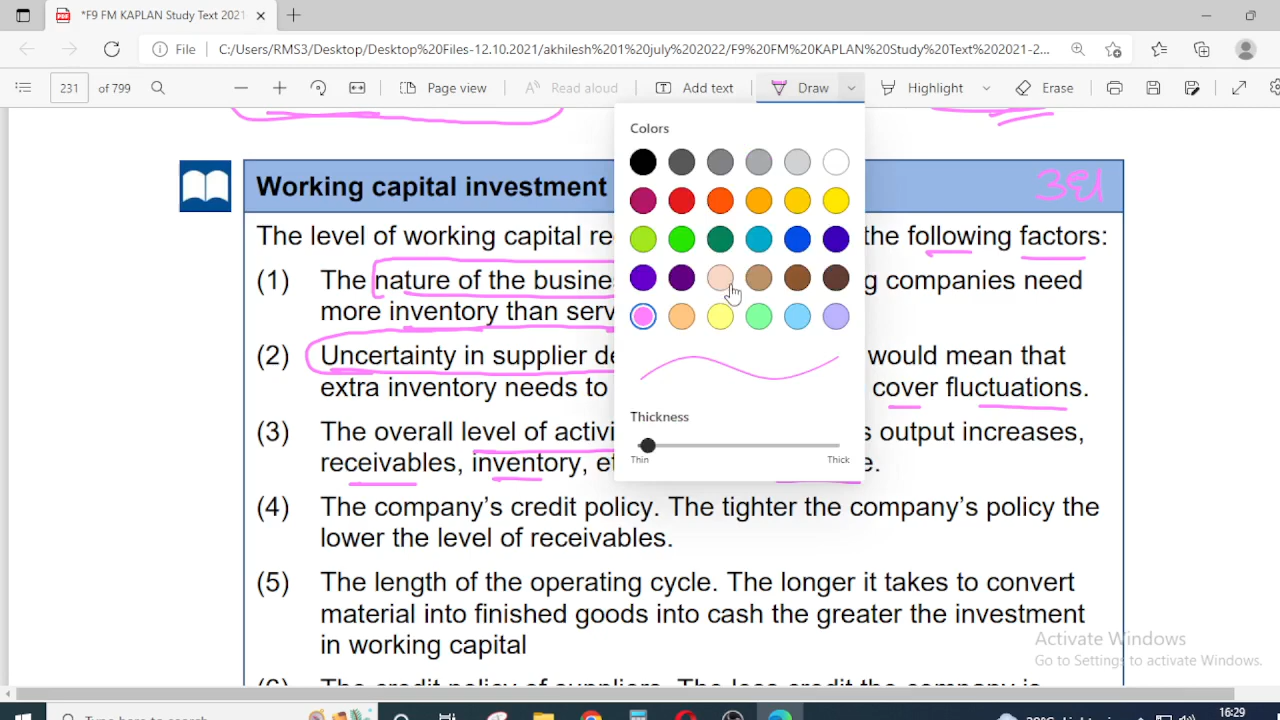 *F9 FM KAPLAN Study Text 2021
File
C:/Users/RMS3/Desktop/Desktop%20Files-12.10.2021/akhilesh%201%20july%202022/F9%20FM%20KAPLAN%20Study%20Text%202021-2...
231 of 799
Page view
Read aloud
Add text
Draw
Highlight
Erase
Colors
Working capital investment
The level of working capital re
the following factors:
(1) The nature of the busine
g companies need
more inventory than serv
(2) Uncertainty in supplier de
would mean that
extra inventory needs to
cover fluctuations.
Thickness
Thin
Thick
(3) The overall level of activi
s output increases,
receivables, inventory, e
(4) The company's credit policy. The tighter the company's policy the
lower the level of receivables.
(5) The length of the operating cycle. The longer it takes to convert
material into finished goods into cash the greater the investment
in working capital
Activate Windows
Go to Settings to activate Windows.
16:29